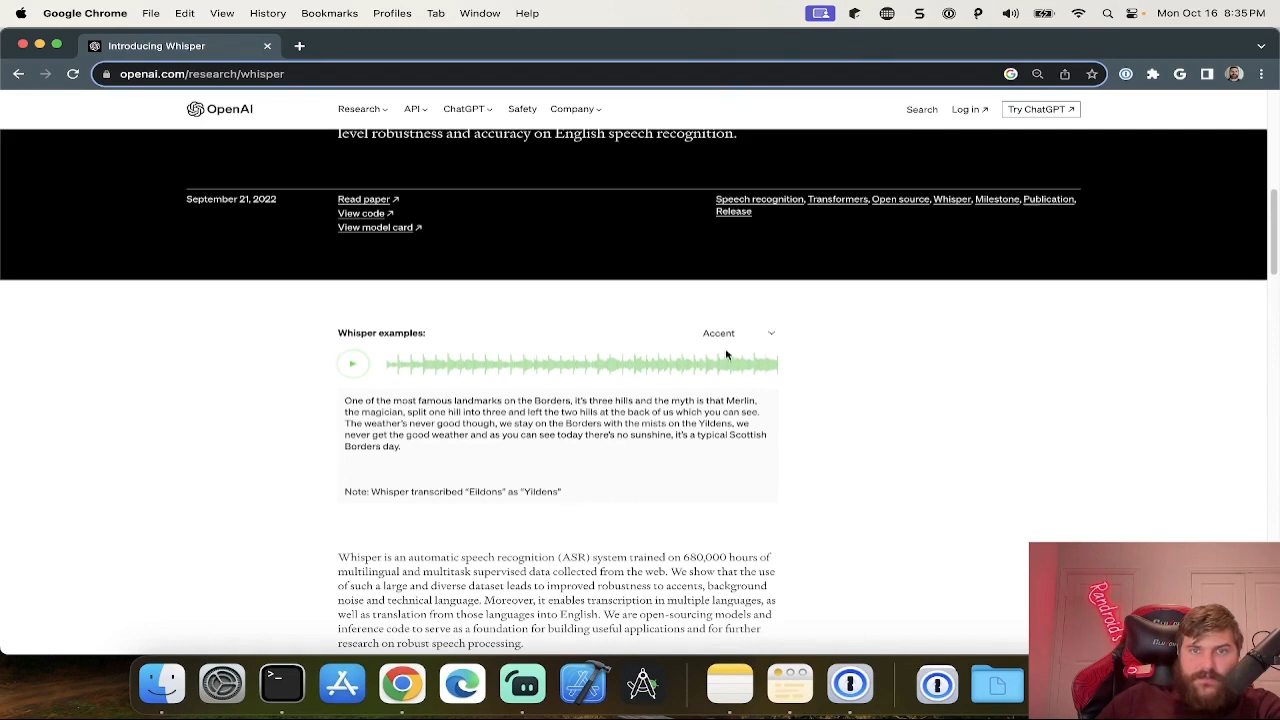 Google Chrome File Edit View History Bookmarks Profiles Tab Window Help Mon Oct 16 8:35
Introducing Whisper
openai.com/research/whisper
OpenAI Research API ChatGPT Safety Company Search Log in ↗ Try ChatGPT ↗
level robustness and accuracy on English speech recognition.
September 21, 2022
Read paper ↗
View code ↗
View model card ↗
Speech recognition, Transformers, Open source, Whisper, Milestone, Publication,
Release
Whisper examples: Accent
One of the most famous landmarks on the Borders, it's three hills and the myth is that Merlin,
the magician, split one hill into three and left the two hills at the back of us which you can see.
The weather's never good though, we stay on the Borders with the mists on the Yildens, we
never get the good weather and as you can see today there's no sunshine, it's a typical Scottish
Borders day.
Note: Whisper transcribed "Eildons" as "Yildens"
Whisper is an automatic speech recognition (ASR) system trained on 680,000 hours of
multilingual and multitask supervised data collected from the web. We show that the use
of such a large and diverse dataset leads to improved robustness to accents, background
noise and technical language. Moreover, it enables transcription in multiple languages, as
well as translation from those languages into English. We are open-sourcing models and
inference code to serve as a foundation for building useful applications and for further
research on robust speech processing.